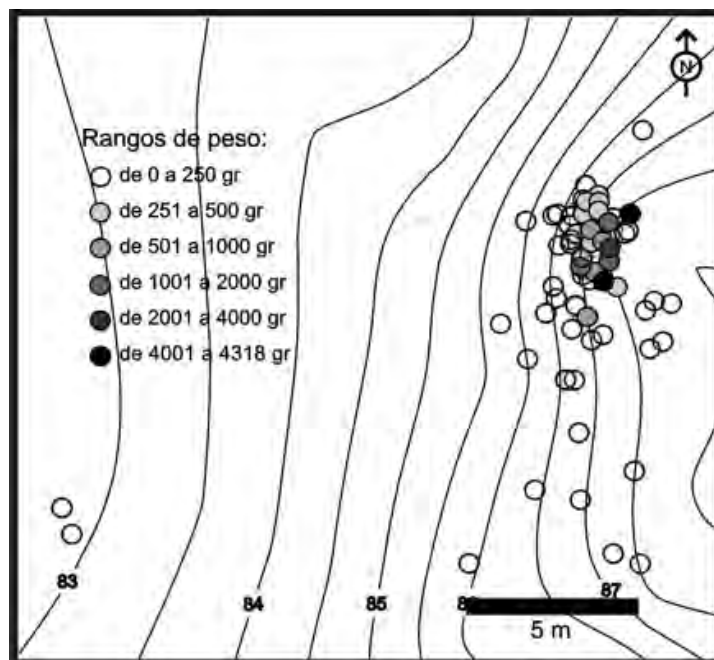 N
Rangos de peso:
de 0 a 250 gr
de 251 a 500 gr
de 501 a 1000 gr
de 1001 a 2000 gr
de 2001 a 4000 gr
de 4001 a 4318 gr
83
84
85
87
5 m